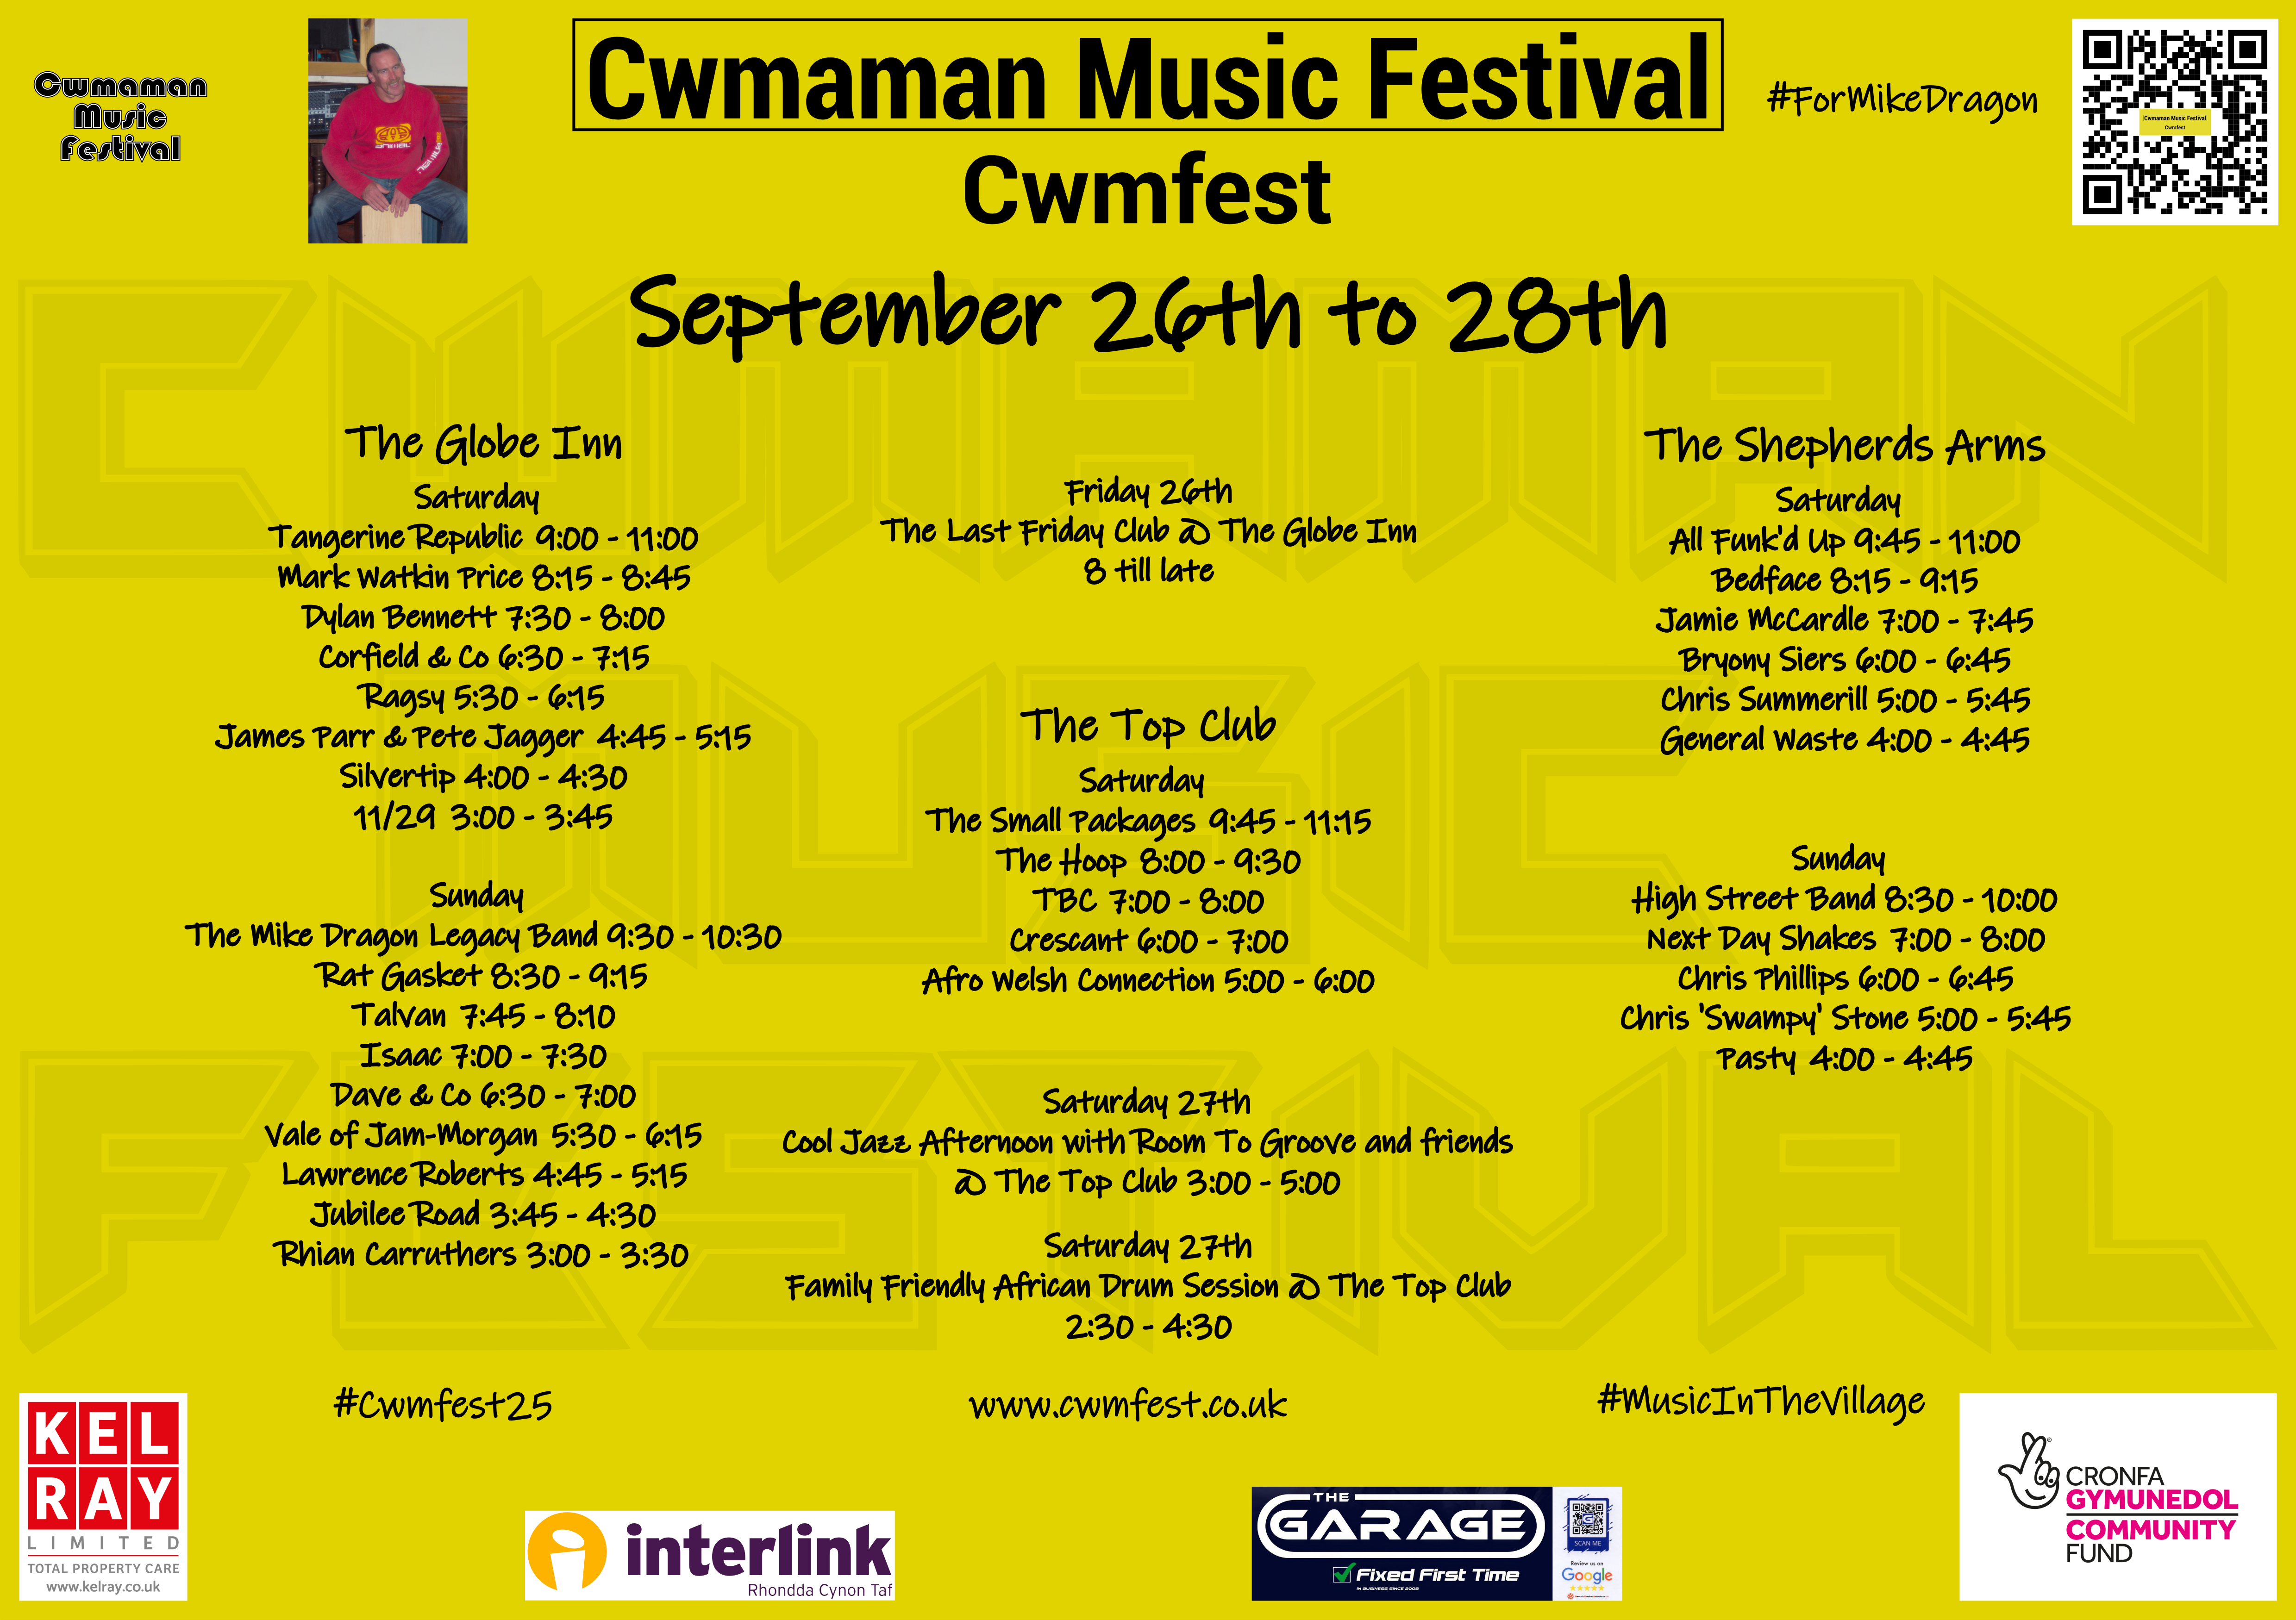 Cwmaman
Music
Festival
Cwmaman Music Festival
Cwmfest
#ForMikeDragon
Cwmaman Music Festival
Cwmfest
September 26th to 28th
The Globe Inn
Saturday
Tangerine Republic 9:00 - 11:00
Mark Watkin Price 8:15 - 8:45
Dylan Bennett 7:30 - 8:00
Corfield & Co 6:30 - 7:15
Ragsy 5:30 - 6:15
James Parr & Pete Jagger 4:45 - 5:15
Silvertip 4:00 - 4:30
11/29 3:00 - 3:45
Sunday
The Mike Dragon Legacy Band 9:30 - 10:30
Rat Gasket 8:30 - 9:15
Talvan 7:45 - 8:10
Isaac 7:00 - 7:30
Dave & Co 6:30 - 7:00
Vale of Jam-Morgan 5:30 - 6:15
Lawrence Roberts 4:45 - 5:15
Jubilee Road 3:45 - 4:30
Rhian Carruthers 3:00 - 3:30
Friday 26th
The Last Friday Club @ The Globe Inn
8 till late
The Top Club
Saturday
The Small Packages 9:45 - 11:15
The Hoop 8:00 - 9:30
TBC 7:00 - 8:00
Crescant 6:00 - 7:00
Afro Welsh Connection 5:00 - 6:00
Saturday 27th
Cool Jazz Afternoon with Room To Groove and friends
@ The Top Club 3:00 - 5:00
Saturday 27th
Family Friendly African Drum Session @ The Top Club
2:30 - 4:30
The Shepherds Arms
Saturday
All Funk'd Up 9:45 - 11:00
Bedface 8:15 - 9:15
Jamie McCardle 7:00 - 7:45
Bryony Siers 6:00 - 6:45
Chris Summerill 5:00 - 5:45
General Waste 4:00 - 4:45
Sunday
High Street Band 8:30 - 10:00
Next Day Shakes 7:00 - 8:00
Chris Phillips 6:00 - 6:45
Chris 'Swampy' Stone 5:00 - 5:45
Pasty 4:00 - 4:45
CWMAMAN
MUSIC
FESTIVAL
#Cwmfest25
www.cwmfest.co.uk
#MusicInTheVillage
KEL
RAY
LIMITED
TOTAL PROPERTY CARE
www.kelray.co.uk
interlink
Rhondda Cynon Taf
THE
GARAGE
Fixed First Time
IN BUSINESS SINCE 2008
SCAN ME
Review us on
Google
CRONFA
GYMUNEDOL
COMMUNITY
FUND